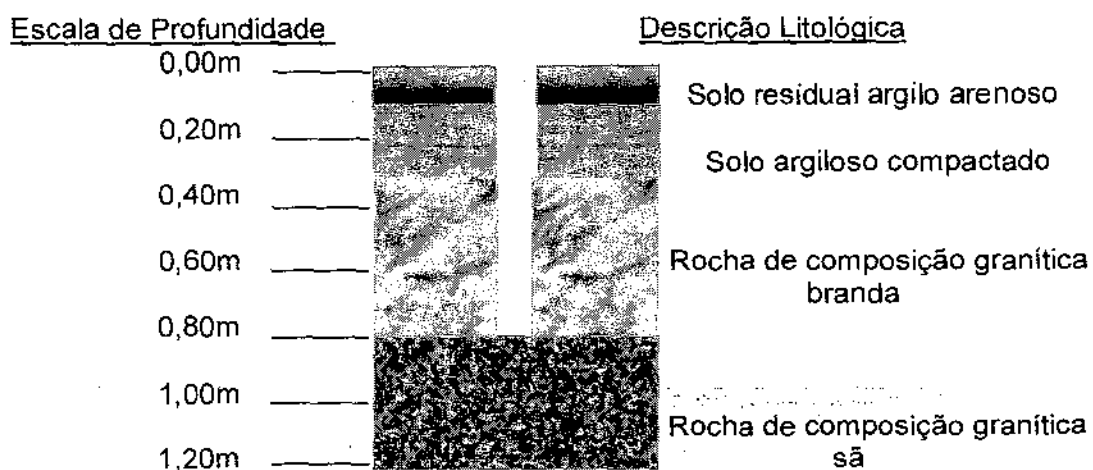 Escala de Profundidade
Descrição Litológica
0,00m
Solo residual argilo arenoso
0,20m
Solo argiloso compactado
0,40m
0,60m
Rocha de composição granítica
branda
0,80m
1,00m
Rocha de composição granítica
sã
1,20m